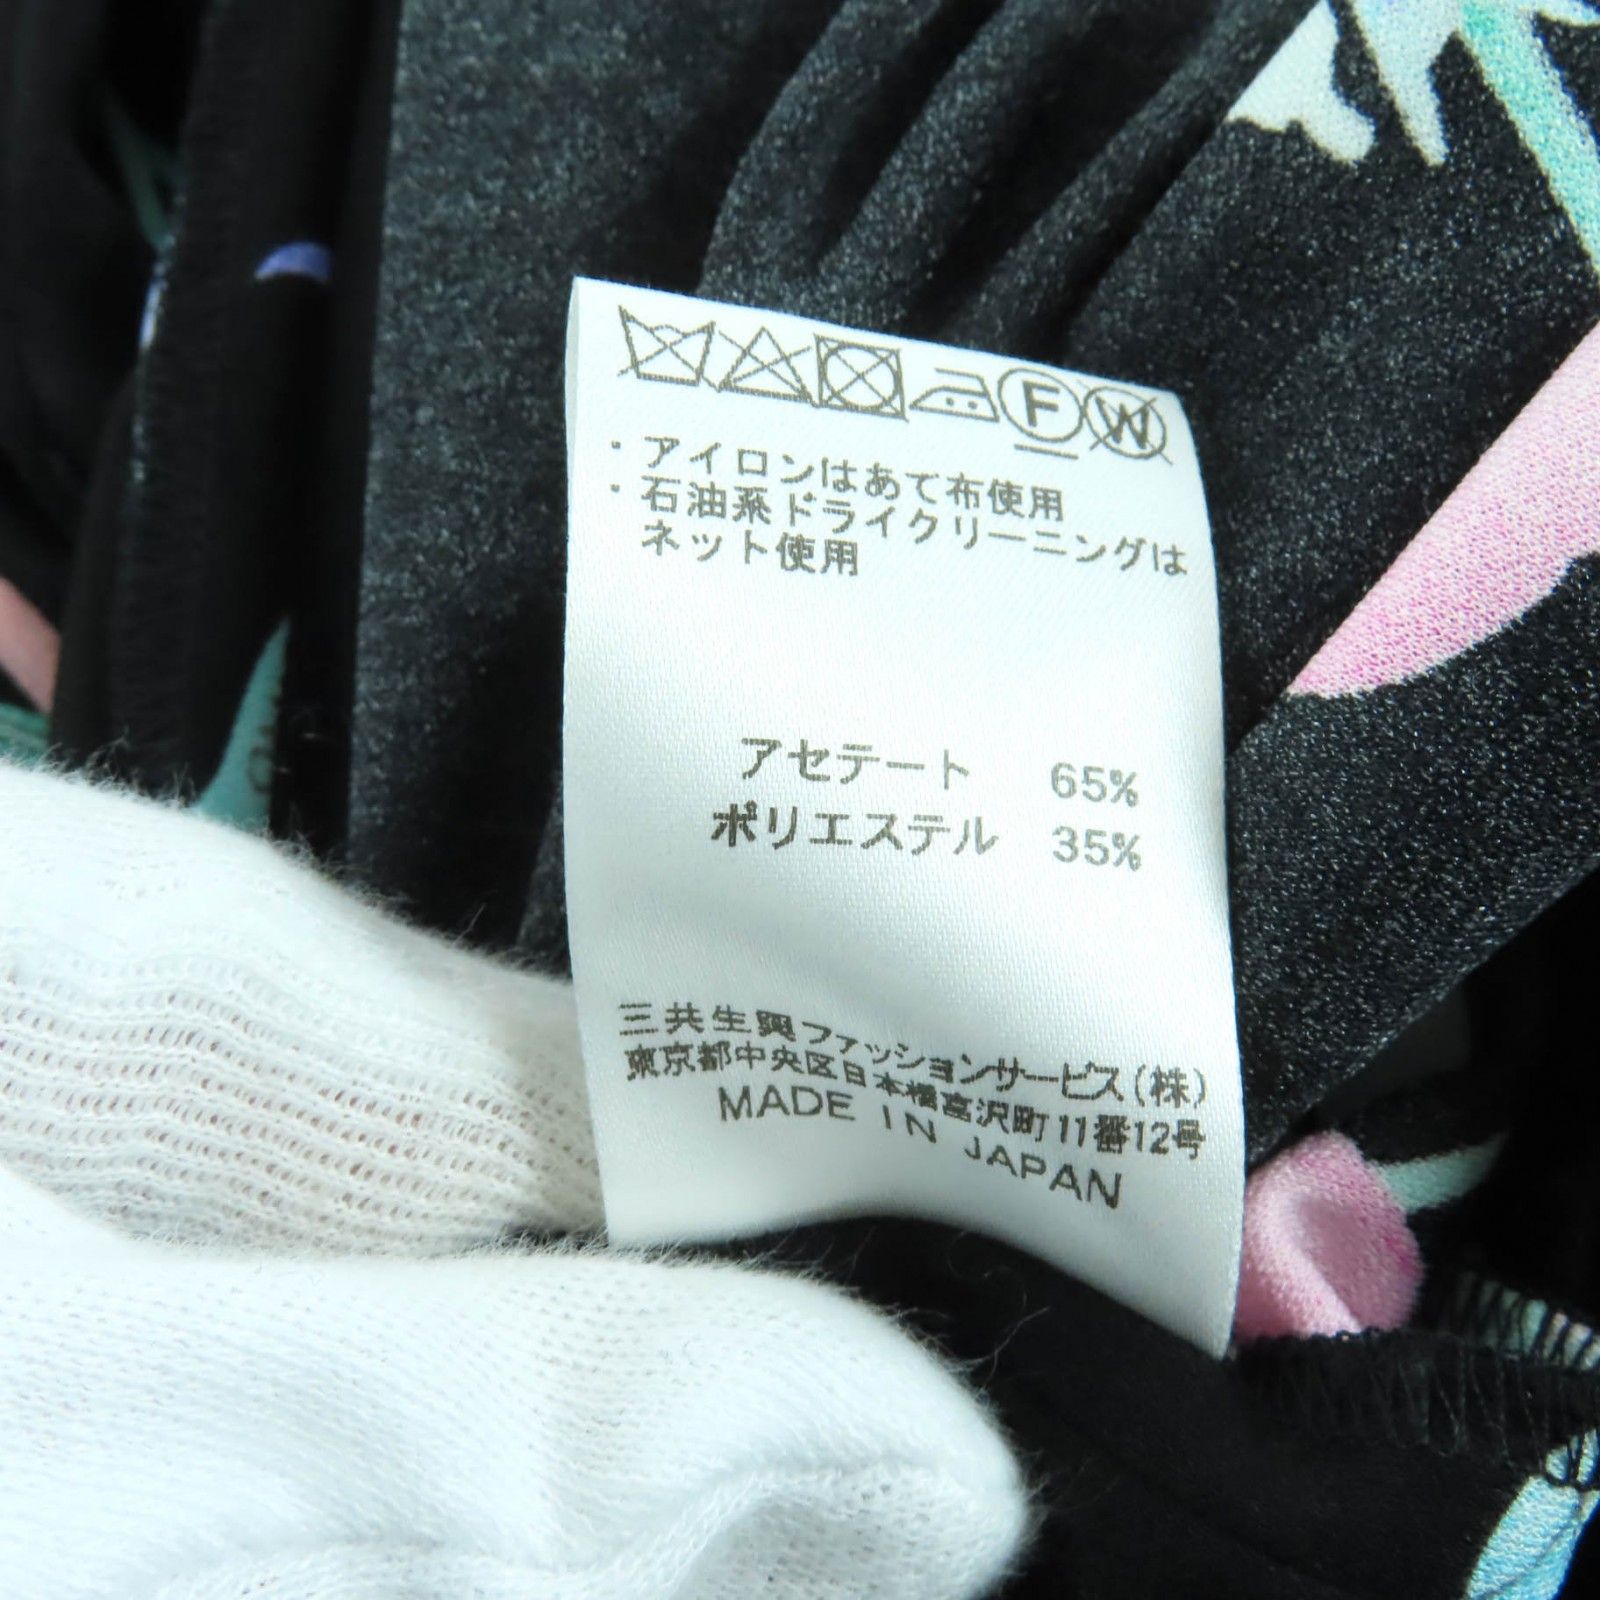 F W
・アイロンはあて布使用
・石油系ドライクリーニングは
ネット使用
アセテート 65%
ポリエステル 35%
三共生興ファッションサービス(株)
東京都中央区日本橋富沢町11番12号
MADE IN JAPAN